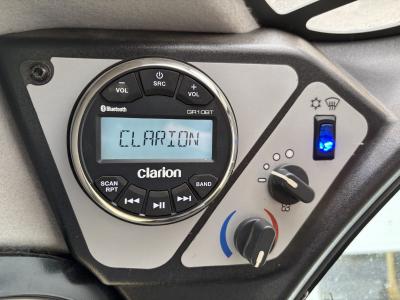 − VOL
SRC
+ VOL
Bluetooth
GR10BT
CLARION
clarion
SCAN
RPT
BAND